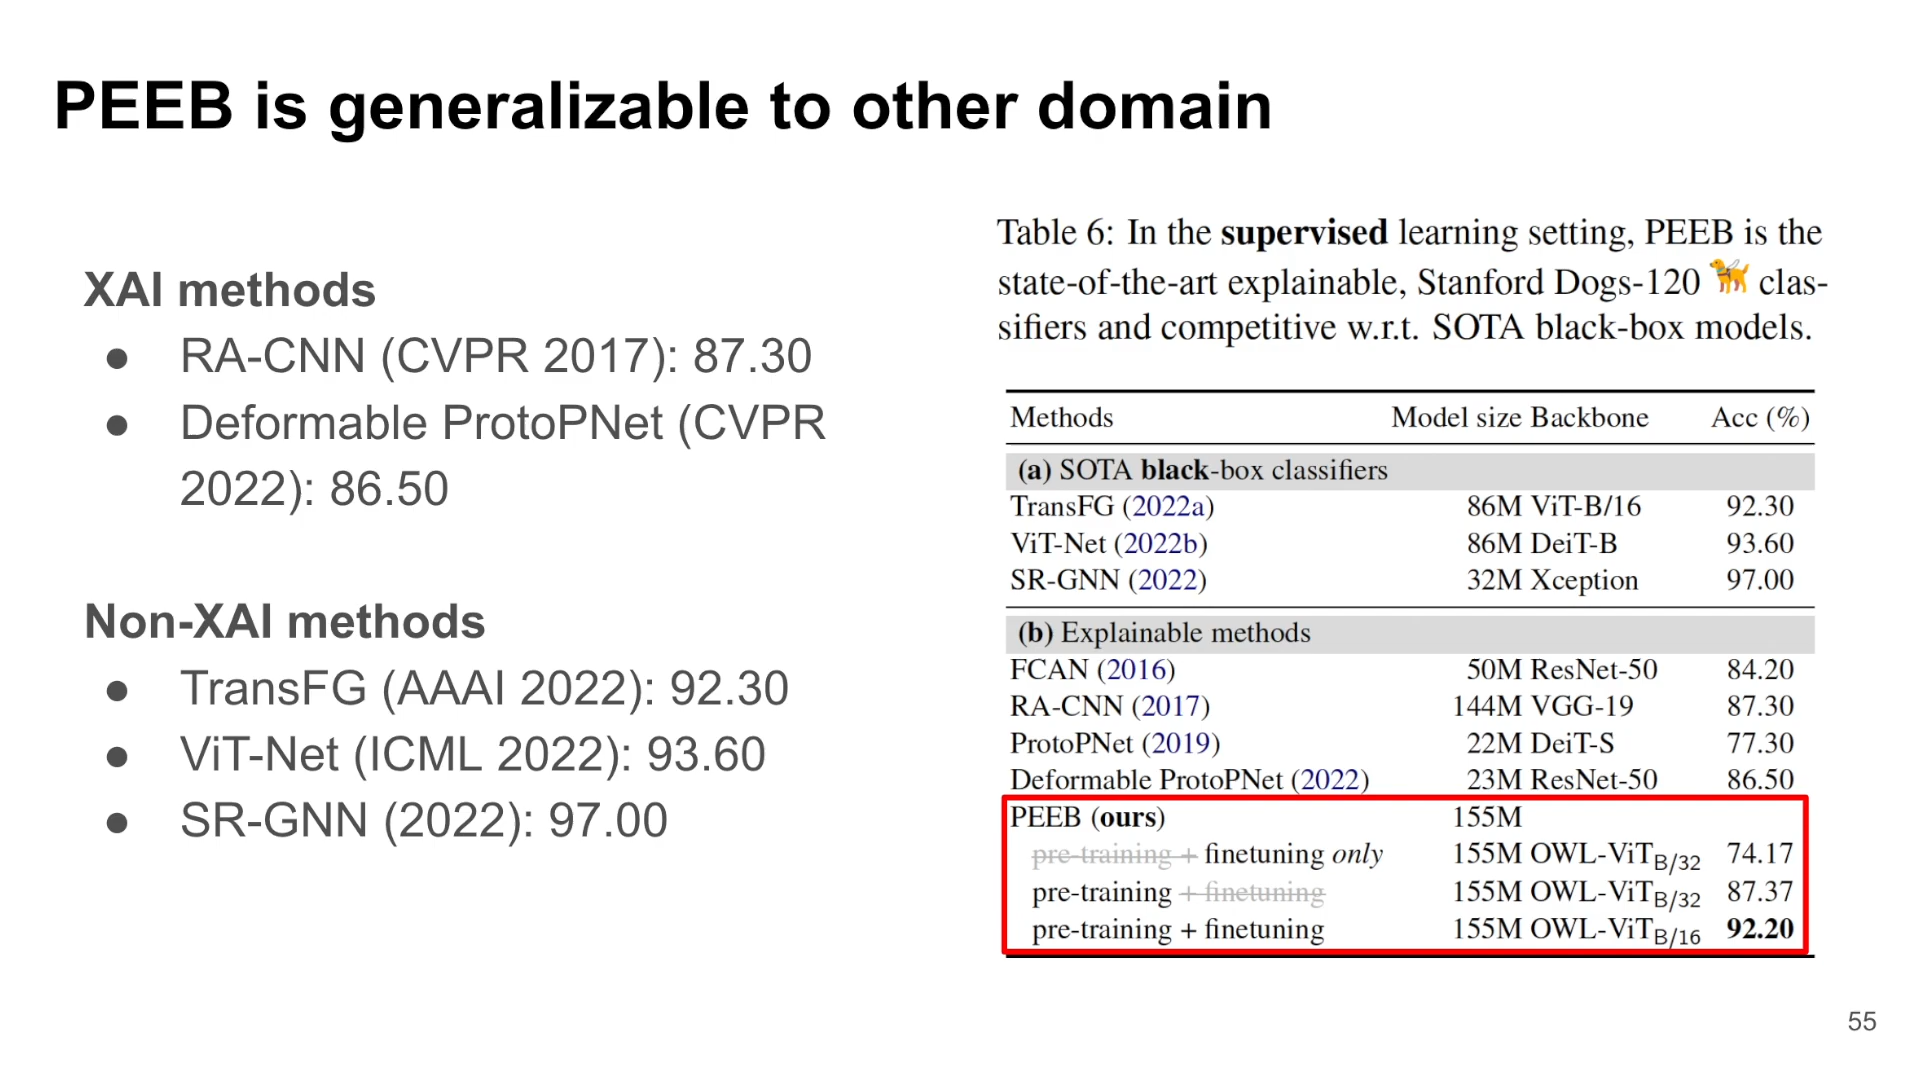 PEEB is generalizable to other domain
XAI methods
● RA-CNN (CVPR 2017): 87.30
● Deformable ProtoPNet (CVPR
2022): 86.50
Non-XAI methods
● TransFG (AAAI 2022): 92.30
● ViT-Net (ICML 2022): 93.60
● SR-GNN (2022): 97.00
Table 6: In the supervised learning setting, PEEB is the
state-of-the-art explainable, Stanford Dogs-120 🦮 clas-
sifiers and competitive w.r.t. SOTA black-box models.
Methods Model size Backbone Acc (%)
(a) SOTA black-box classifiers
TransFG (2022a) 86M ViT-B/16 92.30
ViT-Net (2022b) 86M DeiT-B 93.60
SR-GNN (2022) 32M Xception 97.00
(b) Explainable methods
FCAN (2016) 50M ResNet-50 84.20
RA-CNN (2017) 144M VGG-19 87.30
ProtoPNet (2019) 22M DeiT-S 77.30
Deformable ProtoPNet (2022) 23M ResNet-50 86.50
PEEB (ours) 155M
pre-training + finetuning only 155M OWL-ViTB/32 74.17
pre-training + finetuning 155M OWL-ViTB/32 87.37
pre-training + finetuning 155M OWL-ViTB/16 92.20
55